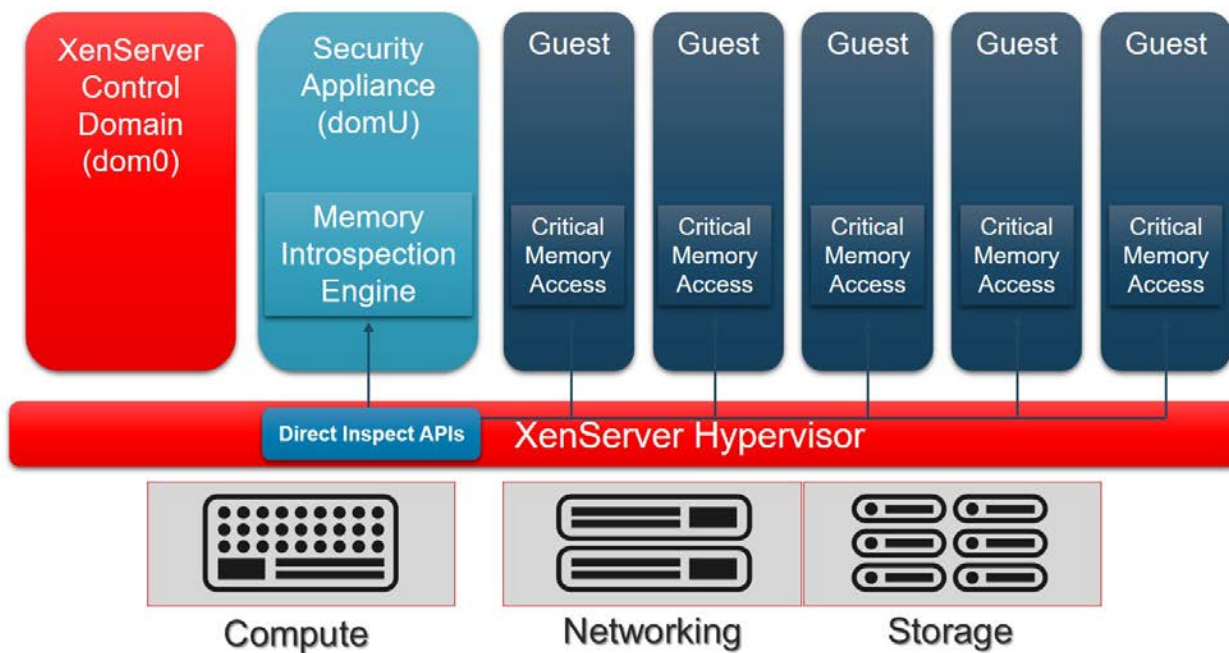 XenServer
Control
Domain
(dom0)
Security
Appliance
(domU)
Memory
Introspection
Engine
Guest
Critical
Memory
Access
Guest
Critical
Memory
Access
Guest
Critical
Memory
Access
Guest
Critical
Memory
Access
Guest
Critical
Memory
Access
Direct Inspect APIs
XenServer Hypervisor
Compute
Networking
Storage